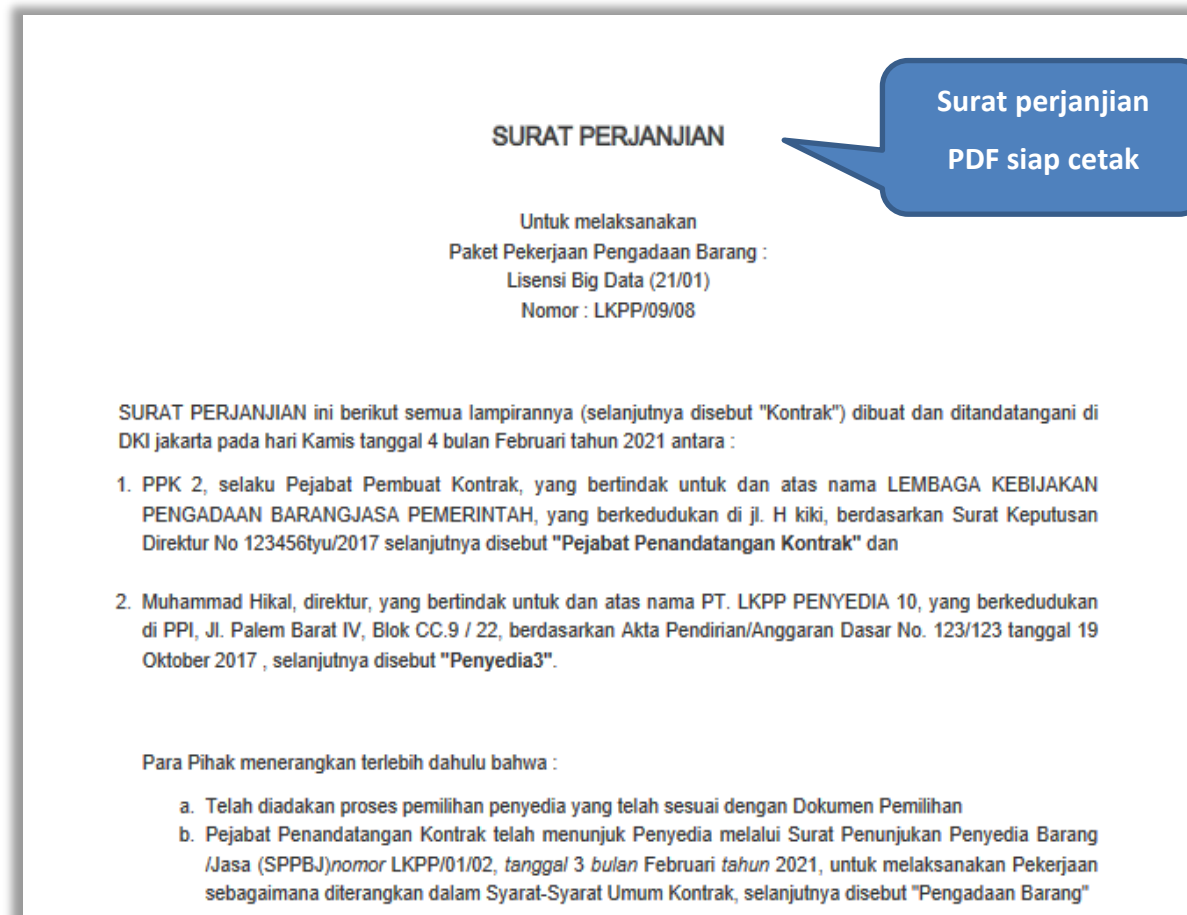 Surat perjanjian
PDF siap cetak
SURAT PERJANJIAN
Untuk melaksanakan
Paket Pekerjaan Pengadaan Barang :
Lisensi Big Data (21/01)
Nomor : LKPP/09/08
SURAT PERJANJIAN ini berikut semua lampirannya (selanjutnya disebut "Kontrak") dibuat dan ditandatangani di
DKI jakarta pada hari Kamis tanggal 4 bulan Februari tahun 2021 antara :
1. PPK 2, selaku Pejabat Pembuat Kontrak, yang bertindak untuk dan atas nama LEMBAGA KEBIJAKAN
PENGADAAN BARANGJASA PEMERINTAH, yang berkedudukan di jl. H kiki, berdasarkan Surat Keputusan
Direktur No 123456tyu/2017 selanjutnya disebut "Pejabat Penandatangan Kontrak" dan
2. Muhammad Hikal, direktur, yang bertindak untuk dan atas nama PT. LKPP PENYEDIA 10, yang berkedudukan
di PPI, Jl. Palem Barat IV, Blok CC.9 / 22, berdasarkan Akta Pendirian/Anggaran Dasar No. 123/123 tanggal 19
Oktober 2017 , selanjutnya disebut "Penyedia3".
Para Pihak menerangkan terlebih dahulu bahwa :
a. Telah diadakan proses pemilihan penyedia yang telah sesuai dengan Dokumen Pemilihan
b. Pejabat Penandatangan Kontrak telah menunjuk Penyedia melalui Surat Penunjukan Penyedia Barang
/Jasa (SPPBJ)nomor LKPP/01/02, tanggal 3 bulan Februari tahun 2021, untuk melaksanakan Pekerjaan
sebagaimana diterangkan dalam Syarat-Syarat Umum Kontrak, selanjutnya disebut "Pengadaan Barang"